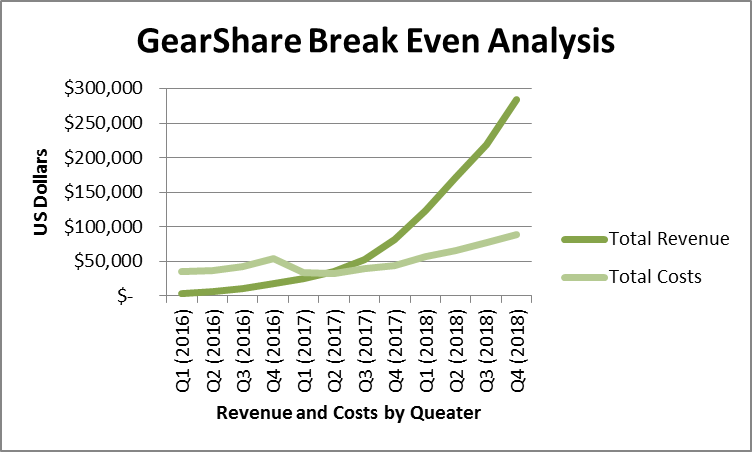 GearShare Break Even Analysis
$300,000
$250,000
$200,000
$150,000
$100,000
$50,000
$-
US Dollars
Q1 (2016)
Q2 (2016)
Q3 (2016)
Q4 (2016)
Q1 (2017)
Q2 (2017)
Q3 (2017)
Q4 (2017)
Q1 (2018)
Q2 (2018)
Q3 (2018)
Q4 (2018)
Revenue and Costs by Queater
Total Revenue
Total Costs